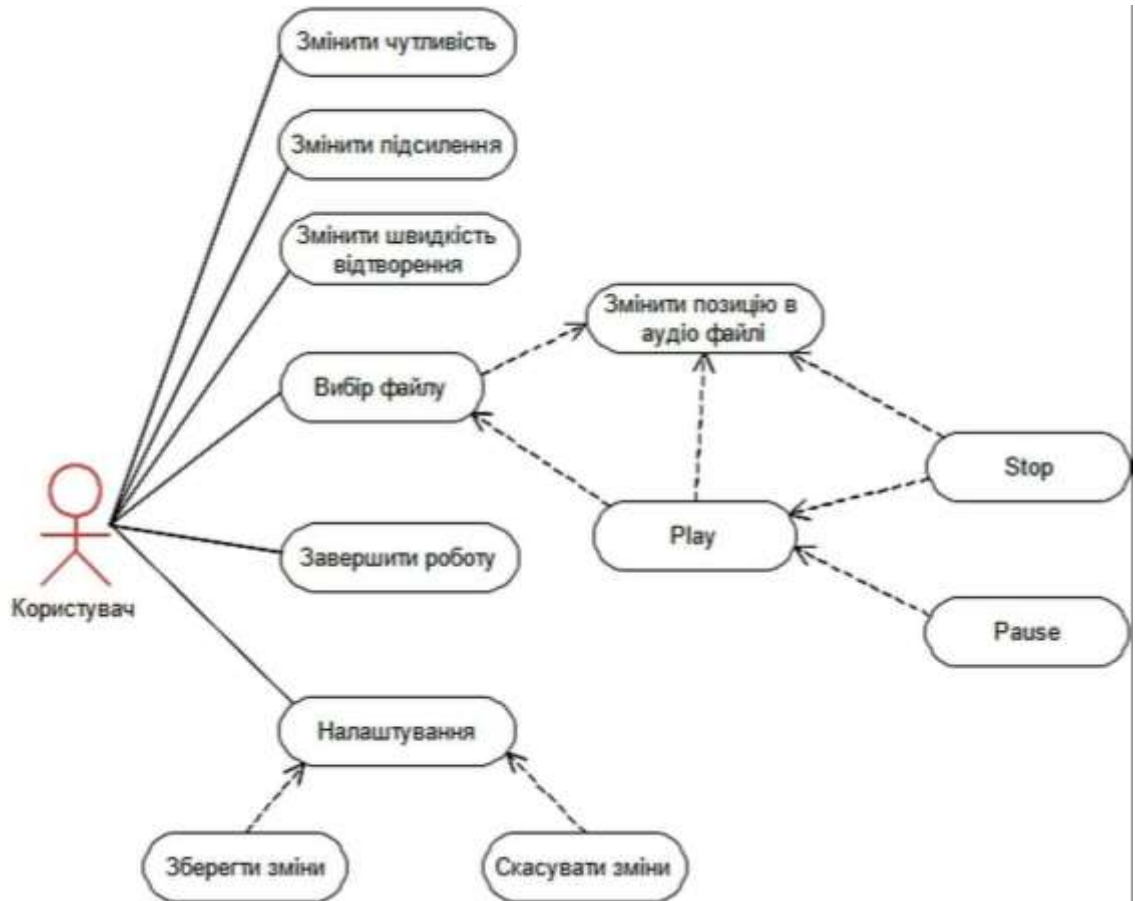 Змінити чутливість
Змінити підсилення
Змінити швидкість
відтворення
Змінити позицію в
аудіо файлі
Вибір файлу
Stop
Play
Завершити роботу
Користувач
Pause
Налаштування
Зберегти зміни
Скасувати зміни